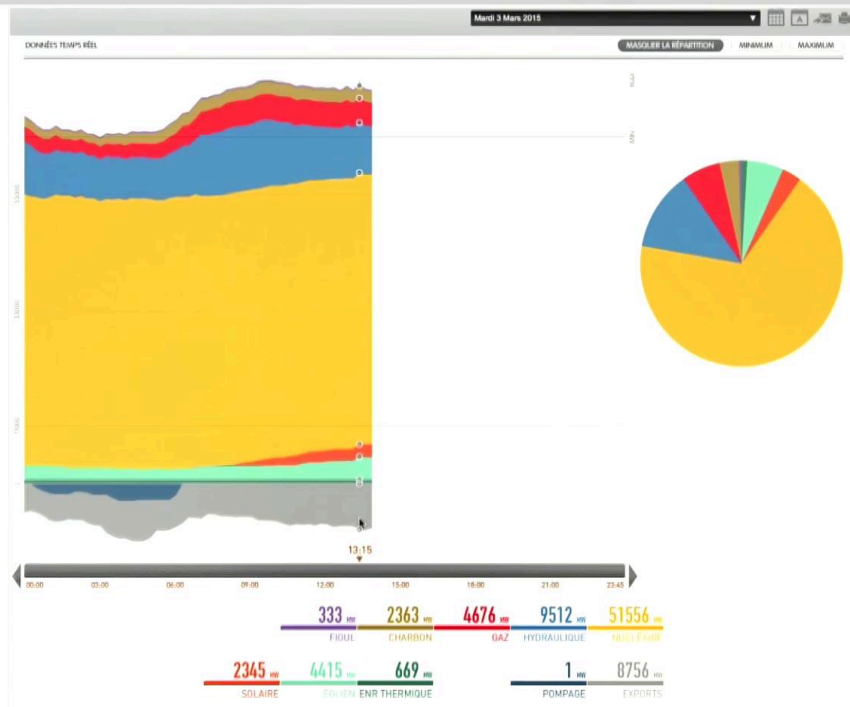 Mardi 3 Mars 2015
DONNÉES TEMPS RÉEL
MASQUER LA RÉPARTITION MINIMUM MAXIMUM
MIN
13:15
00:00 03:00 06:00 09:00 12:00 15:00 18:00 21:00 23:45
333 MW 2363 MW 4676 MW 9512 MW 51556 MW
FIOUL CHARBON GAZ HYDRAULIQUE NUCLÉAIRE
2345 MW 4415 MW 669 MW 1 MW 8756 MW
SOLAIRE EOLIEN ENR THERMIQUE POMPAGE EXPORTS